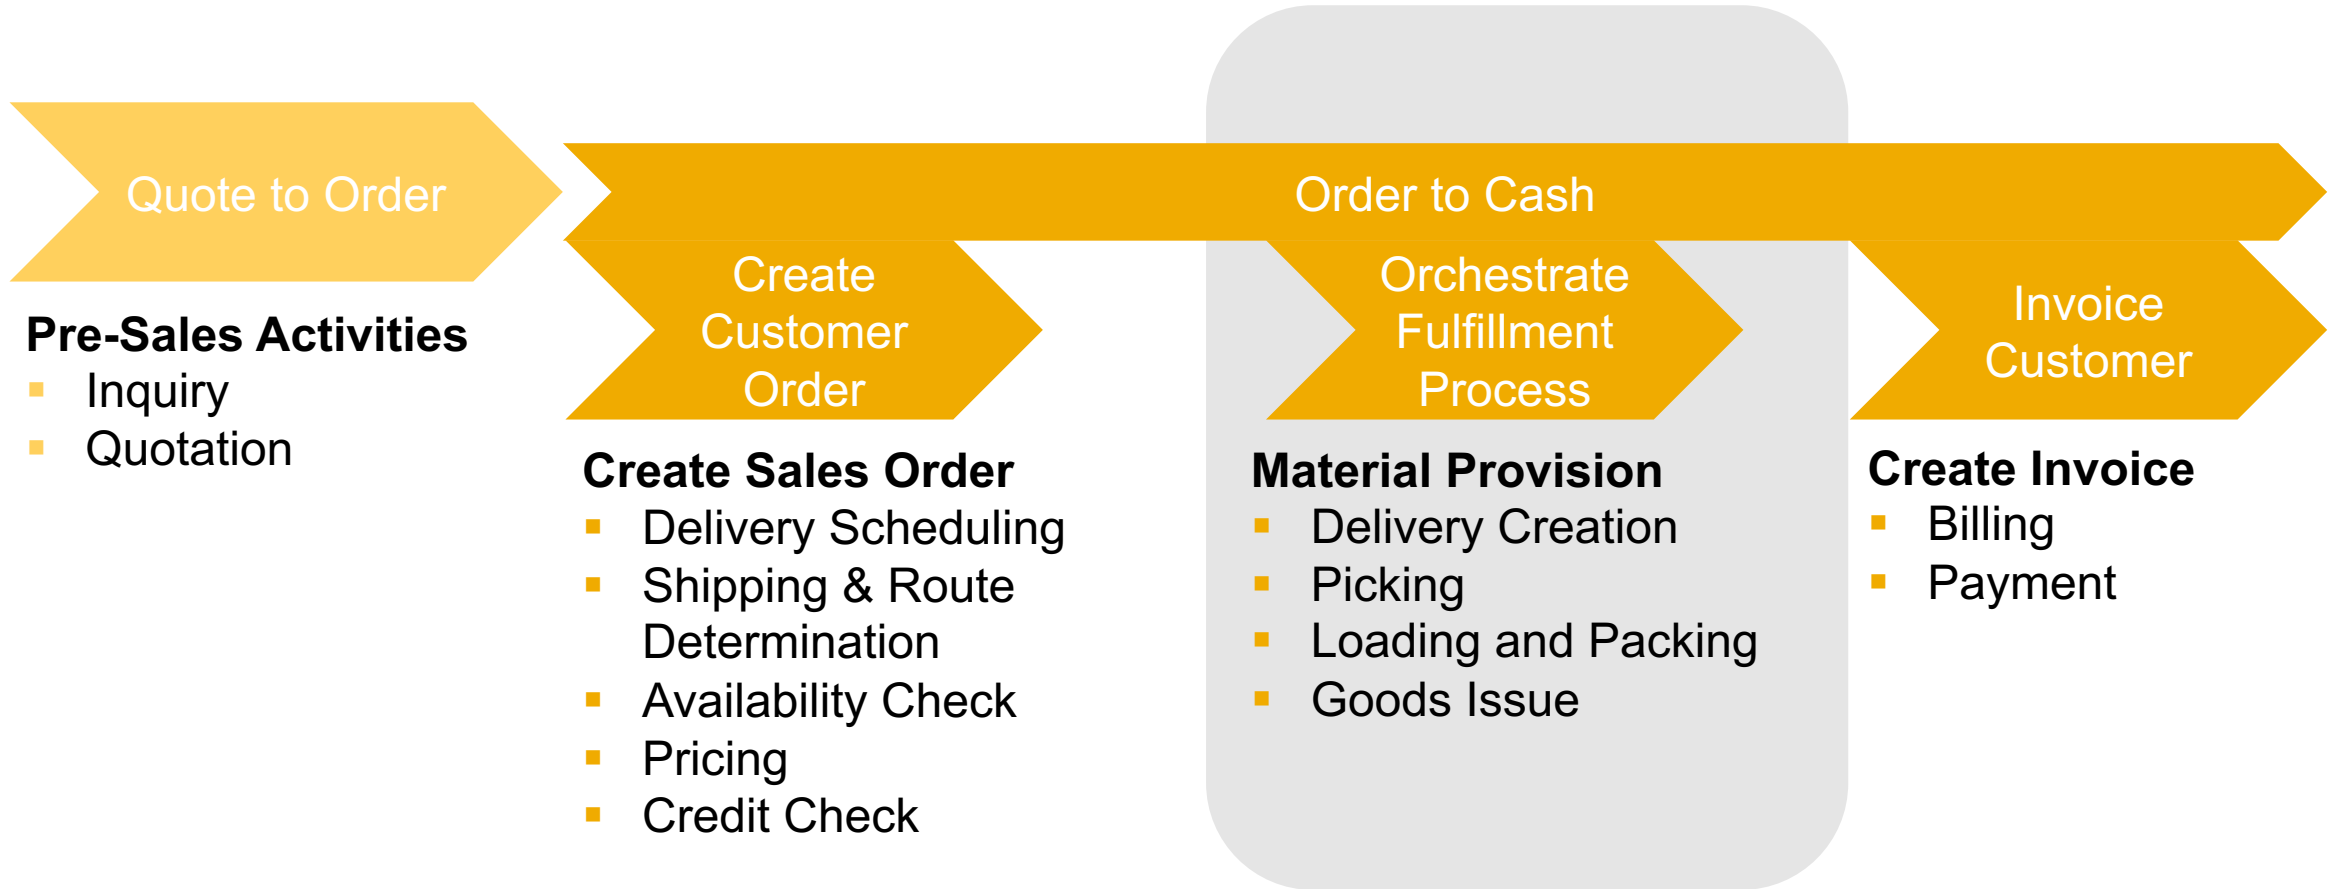 Quote to Order
Order to Cash
Pre-Sales Activities
Inquiry
Quotation
Create
Customer
Order
Create Sales Order
Delivery Scheduling
Shipping & Route
Determination
Availability Check
Pricing
Credit Check
Orchestrate
Fulfillment
Process
Material Provision
Delivery Creation
Picking
Loading and Packing
Goods Issue
Invoice
Customer
Create Invoice
Billing
Payment